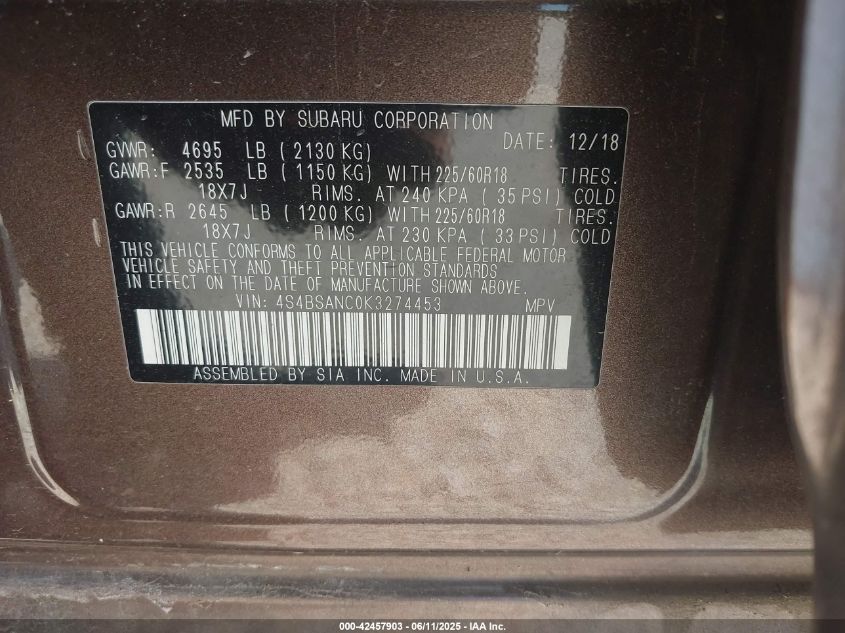 MFD BY SUBARU CORPORATION
DATE: 12/18
GVWR: 4695 LB ( 2130 KG)
GAWR:F 2535 LB ( 1150 KG) WITH 225/60R18 TIRES.
18X7J RIMS. AT 240 KPA ( 35 PSI) COLD
GAWR:R 2645 LB ( 1200 KG) WITH 225/60R18 TIRES.
18X7J RIMS. AT 230 KPA ( 33 PSI) COLD
THIS VEHICLE CONFORMS TO ALL APPLICABLE FEDERAL MOTOR
VEHICLE SAFETY AND THEFT PREVENTION STANDARDS
IN EFFECT ON THE DATE OF MANUFACTURE SHOWN ABOVE.
VIN: 4S4BSANC0K3274453 MPV
ASSEMBLED BY SIA INC. MADE IN U.S.A.
000-42457903 - 06/11/2025 - IAA Inc.